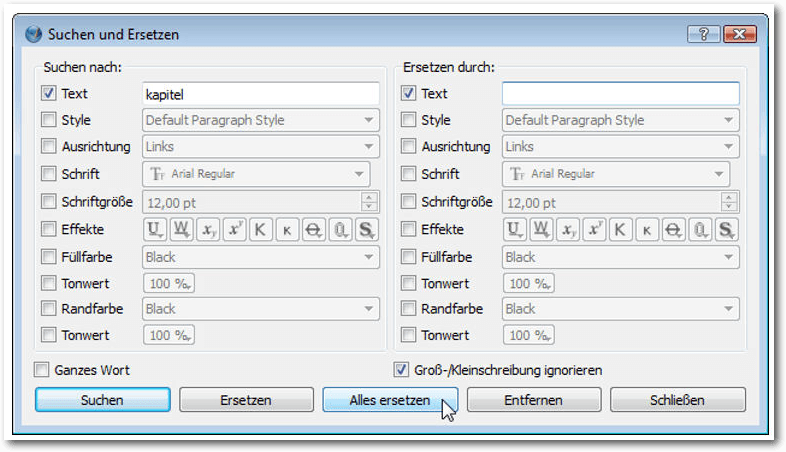 Suchen und Ersetzen
Suchen nach: Ersetzen durch:
Text kapitel Text
Style Default Paragraph Style Style Default Paragraph Style
Ausrichtung Links Ausrichtung Links
Schrift Arial Regular Schrift Arial Regular
Schriftgröße 12,00 pt Schriftgröße 12,00 pt
Effekte Effekte
Füllfarbe Black Füllfarbe Black
Tonwert 100 % Tonwert 100 %
Randfarbe Black Randfarbe Black
Tonwert 100 % Tonwert 100 %
Ganzes Wort Groß-/Kleinschreibung ignorieren
Suchen Ersetzen Alles ersetzen Entfernen Schließen